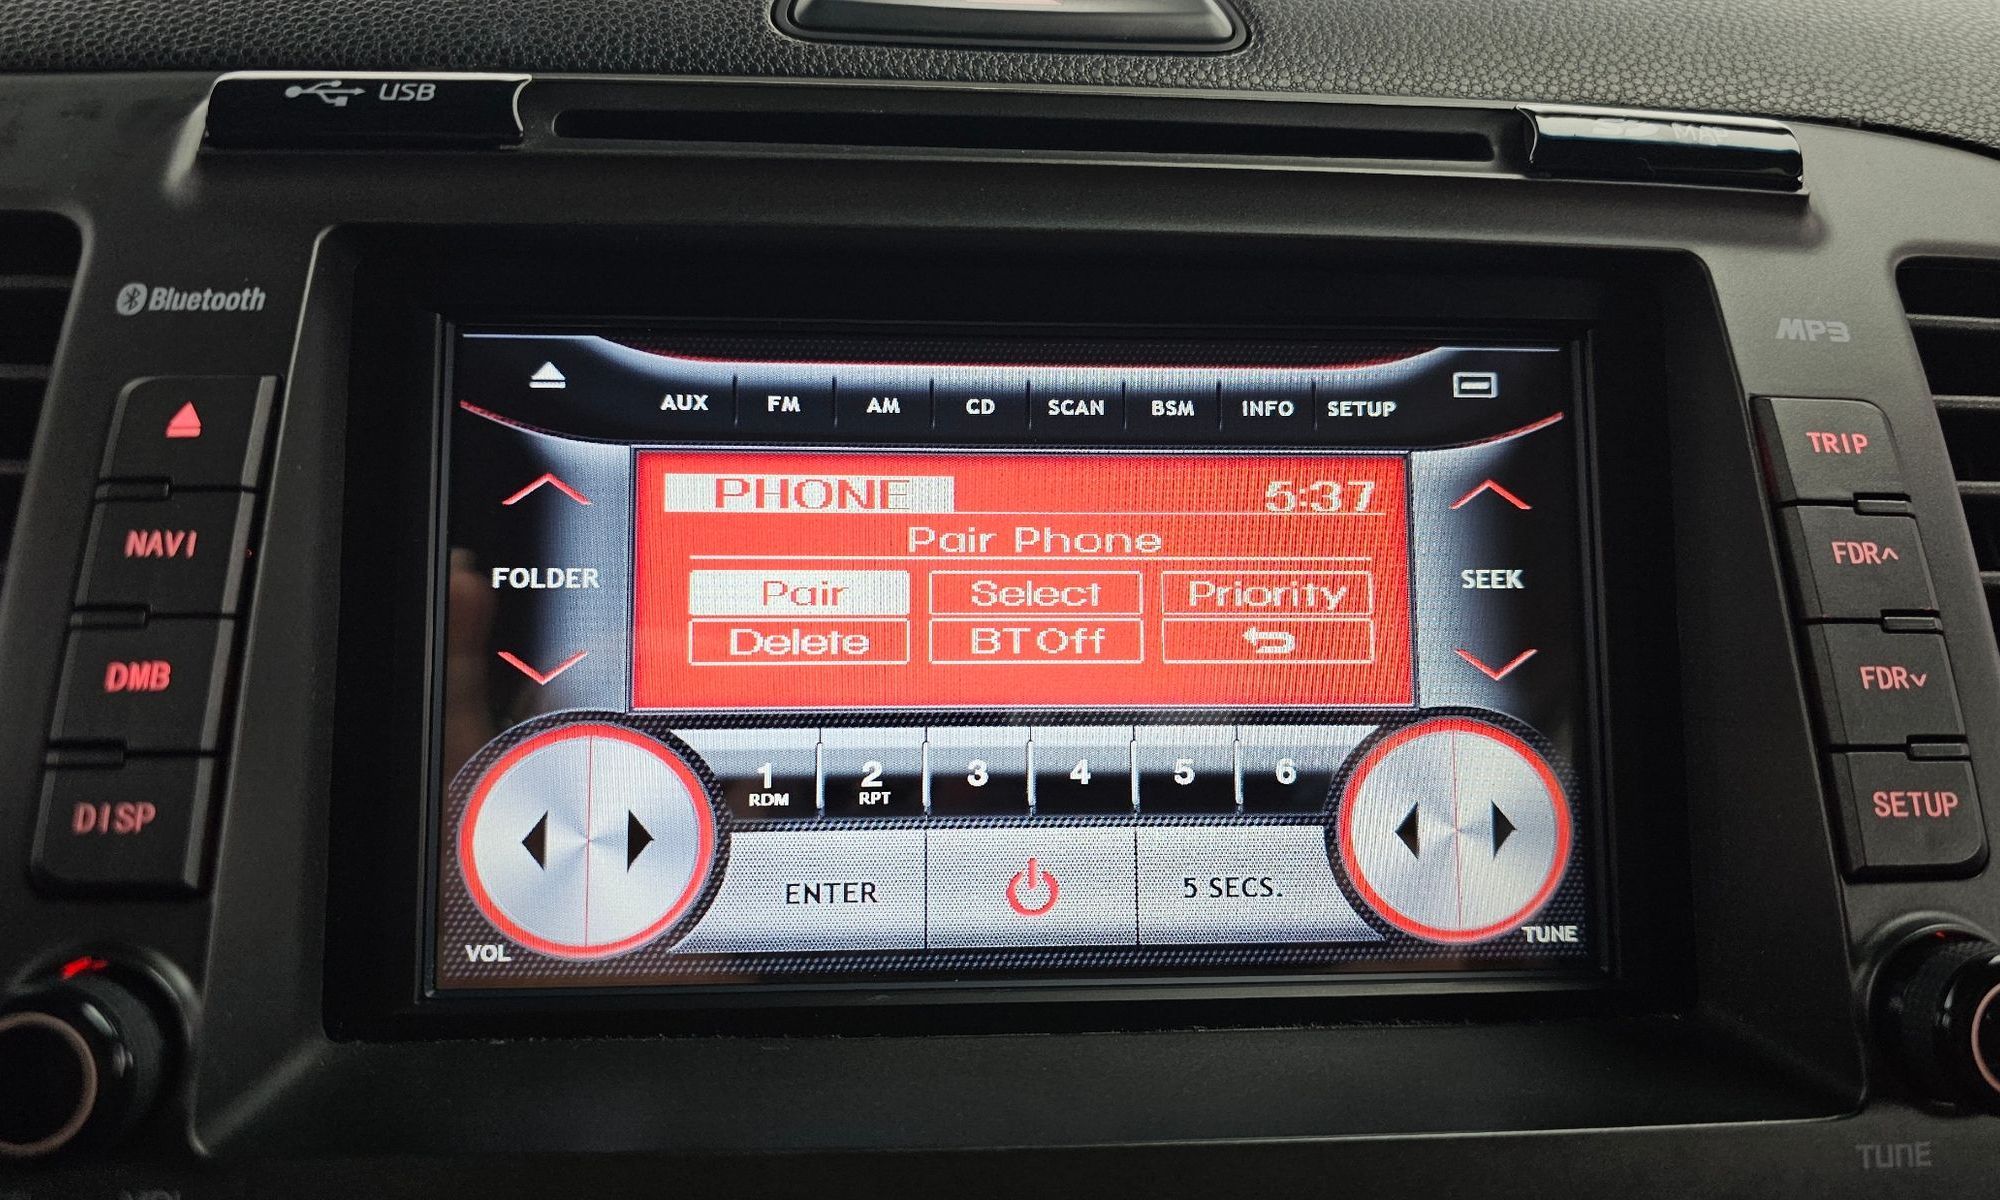 USB
MAP
Bluetooth
MP3
AUX FM AM CD SCAN BSM INFO SETUP
PHONE 5:37
Pair Phone
Pair Select Priority
Delete BT Off
FOLDER
SEEK
NAVI
DMB
DISP
TRIP
FDR
FDR
SETUP
1 2 3 4 5 6
RDM RPT
ENTER 5 SECS.
VOL
TUNE
TUNE